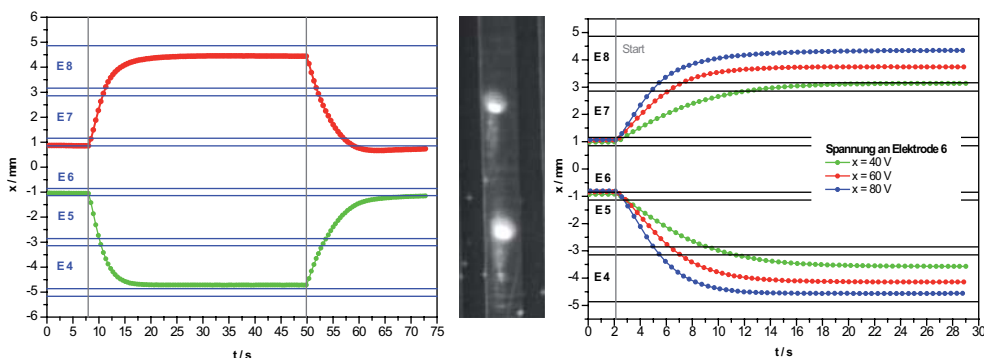 x / mm
6
5
4
3
2
1
0
-1
-2
-3
-4
-5
-6
E8
E7
E6
E5
E4
0 5 10 15 20 25 30 35 40 45 50 55 60 65 70 75
t / s
x / mm
5
4
3
2
1
0
-1
-2
-3
-4
-5
Start
E8
E7
E6
E5
E4
Spannung an Elektrode 6
x = 40 V
x = 60 V
x = 80 V
0 2 4 6 8 10 12 14 16 18 20 22 24 26 28 30
t / s